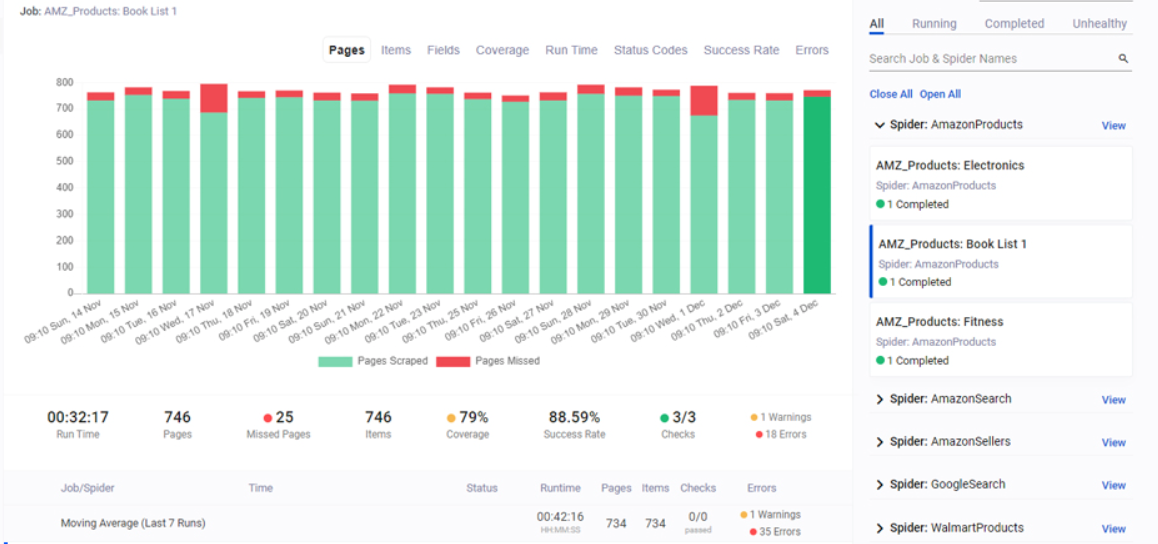 Job: AMZ_Products: Book List 1
Pages Items Fields Coverage Run Time Status Codes Success Rate Errors
800
700
600
500
400
300
200
100
0
09:10 Sun, 14 Nov
09:10 Mon, 15 Nov
09:10 Tue, 16 Nov
09:10 Wed, 17 Nov
09:10 Thu, 18 Nov
09:10 Fri, 19 Nov
09:10 Sat, 20 Nov
09:10 Sun, 21 Nov
09:10 Mon, 22 Nov
09:10 Tue, 23 Nov
09:10 Thu, 25 Nov
09:10 Fri, 26 Nov
09:10 Sat, 27 Nov
09:10 Sun, 28 Nov
09:10 Mon, 29 Nov
09:10 Tue, 30 Nov
09:10 Wed, 1 Dec
09:10 Thu, 2 Dec
09:10 Fri, 3 Dec
09:10 Sat, 4 Dec
Pages Scraped Pages Missed
00:32:17 746 25 746 79% 88.59% 3/3 1 Warnings
Run Time Pages Missed Pages Items Coverage Success Rate Checks 18 Errors
Job/Spider Time Status Runtime Pages Items Checks Errors
Moving Average (Last 7 Runs) 00:42:16 734 734 0/0 1 Warnings
HH:MM:SS passed 35 Errors
All Running Completed Unhealthy
Search Job & Spider Names
Close All Open All
Spider: AmazonProducts View
AMZ_Products: Electronics
Spider: AmazonProducts
1 Completed
AMZ_Products: Book List 1
Spider: AmazonProducts
1 Completed
AMZ_Products: Fitness
Spider: AmazonProducts
1 Completed
Spider: AmazonSearch View
Spider: AmazonSellers View
Spider: GoogleSearch View
Spider: WalmartProducts View